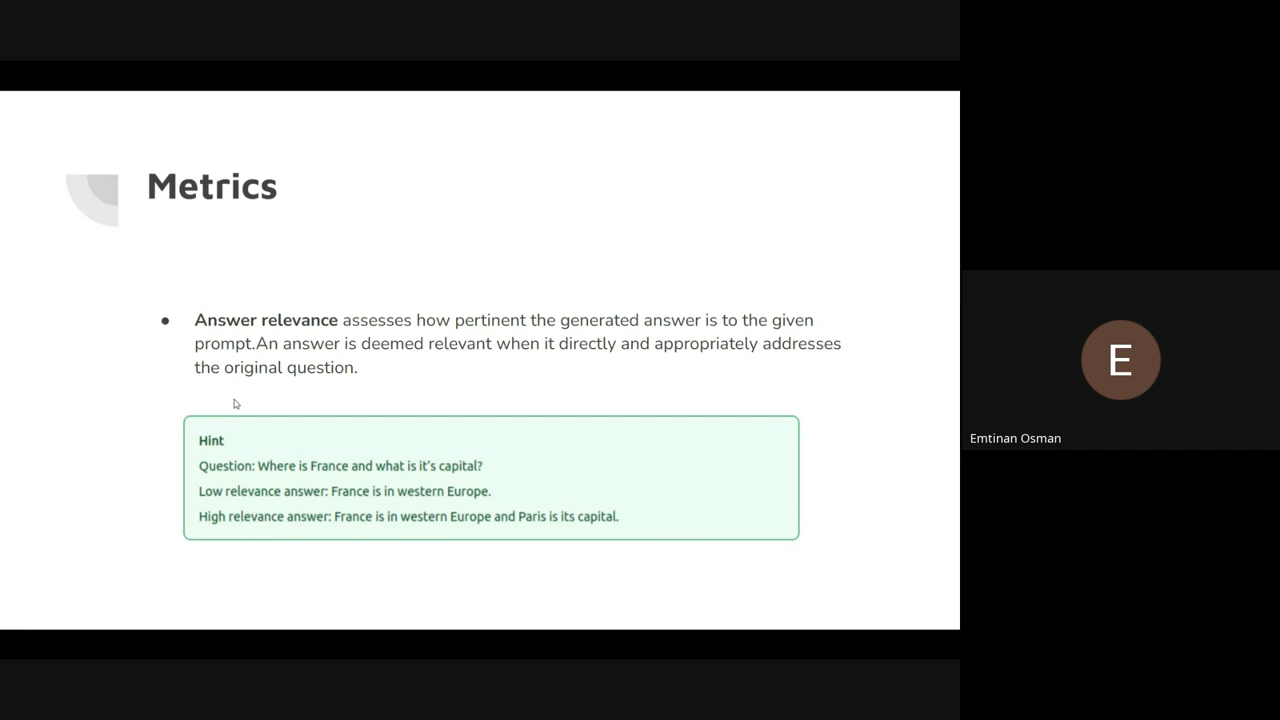 Metrics
● Answer relevance assesses how pertinent the generated answer is to the given
prompt.An answer is deemed relevant when it directly and appropriately addresses
the original question.
Hint
Question: Where is France and what is it's capital?
Low relevance answer: France is in western Europe.
High relevance answer: France is in western Europe and Paris is its capital.
E
Emtinan Osman